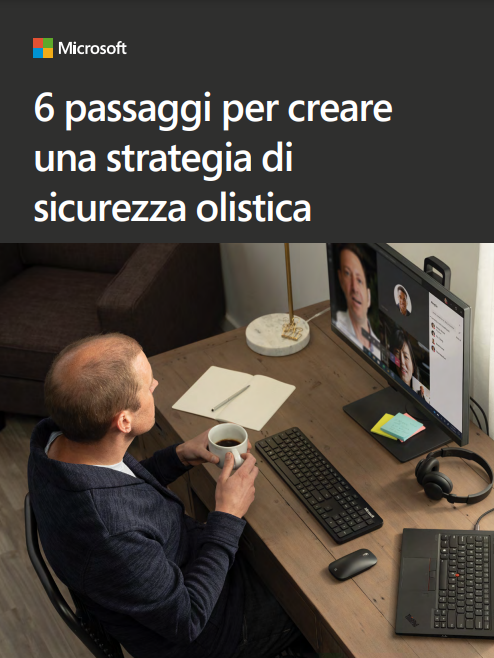 Microsoft
6 passaggi per creare
una strategia di
sicurezza olistica